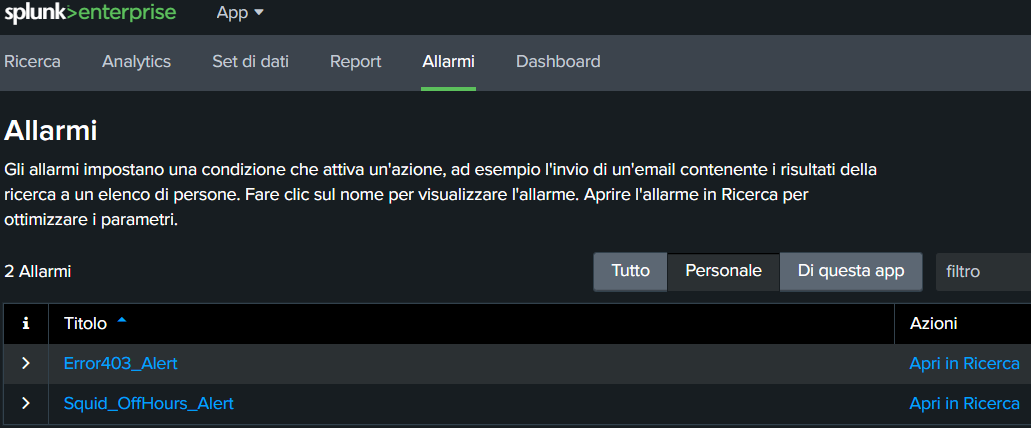 splunk>enterprise App
Ricerca Analytics Set di dati Report Allarmi Dashboard
Allarmi
Gli allarmi impostano una condizione che attiva un'azione, ad esempio l'invio di un'email contenente i risultati della
ricerca a un elenco di persone. Fare clic sul nome per visualizzare l'allarme. Aprire l'allarme in Ricerca per
ottimizzare i parametri.
2 Allarmi Tutto Personale Di questa app filtro
i Titolo Azioni
Error403_Alert Apri in Ricerca
Squid_OffHours_Alert Apri in Ricerca